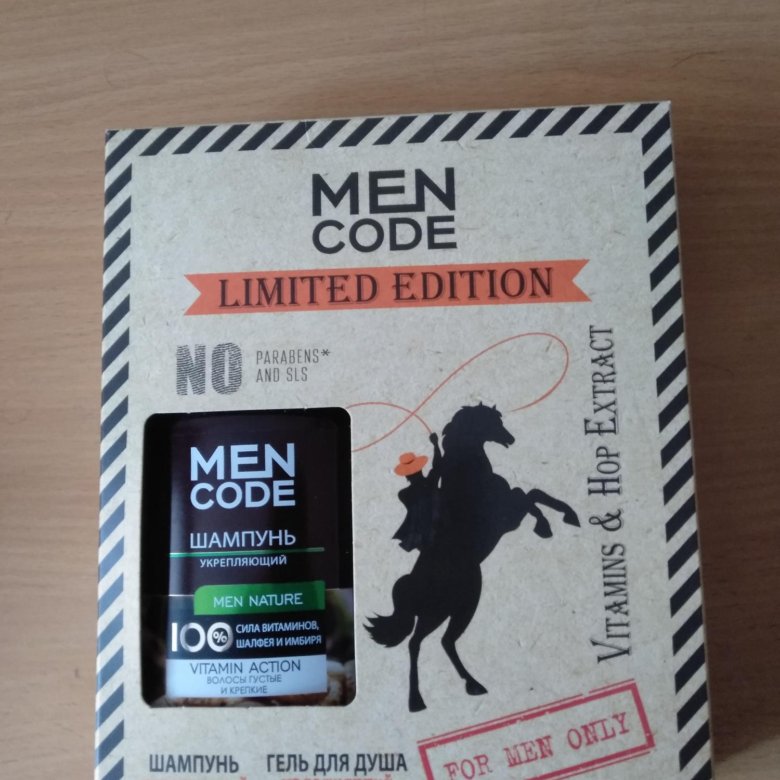 MEN
CODE
LIMITED EDITION
NO PARABENS*
AND SLS
VITAMINS & HOP EXTRACT
MEN
CODE
ШАМПУНЬ
УКРЕПЛЯЮЩИЙ
MEN NATURE
100% СИЛА ВИТАМИНОВ,
ШАЛФЕЯ И ИМБИРЯ
VITAMIN ACTION
ВОЛОСЫ ГУСТЫЕ
И КРЕПКИЕ
ШАМПУНЬ ГЕЛЬ ДЛЯ ДУША
FOR MEN ONLY